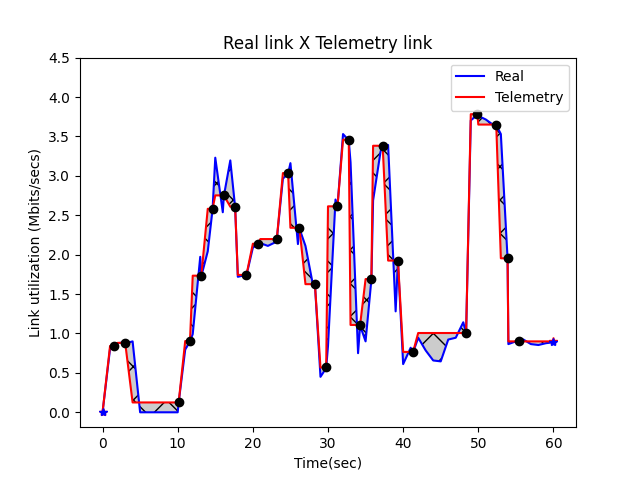 Real link X Telemetry link
Real
Telemetry
Link utilization (Mbits/secs)
4.5
4.0
3.5
3.0
2.5
2.0
1.5
1.0
0.5
0.0
0 10 20 30 40 50 60
Time(sec)